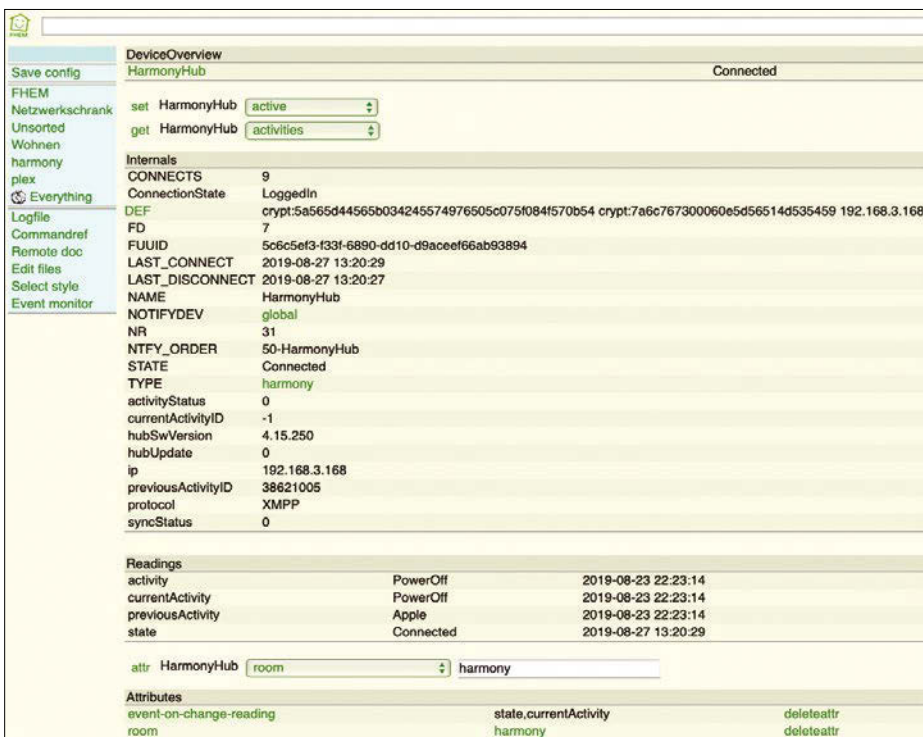 FHEM
Save config
FHEM
Netzwerkschrank
Unsorted
Wohnen
harmony
plex
Everything
Logfile
Commandref
Remote doc
Edit files
Select style
Event monitor
DeviceOverview
HarmonyHub Connected
set HarmonyHub active
get HarmonyHub activities
Internals
CONNECTS 9
ConnectionState LoggedIn
DEF crypt:5a565d44565b034245574976505c075f084f570b54 crypt:7a6c767300060e5d56514d535459 192.168.3.168
FD 7
FUUID 5c6c5ef3-f33f-6890-dd10-d9aceef66ab93894
LAST_CONNECT 2019-08-27 13:20:29
LAST_DISCONNECT 2019-08-27 13:20:27
NAME HarmonyHub
NOTIFYDEV global
NR 31
NTFY_ORDER 50-HarmonyHub
STATE Connected
TYPE harmony
activityStatus 0
currentActivityID -1
hubSwVersion 4.15.250
hubUpdate 0
ip 192.168.3.168
previousActivityID 38621005
protocol XMPP
syncStatus 0
Readings
activity PowerOff 2019-08-23 22:23:14
currentActivity PowerOff 2019-08-23 22:23:14
previousActivity Apple 2019-08-23 22:23:14
state Connected 2019-08-27 13:20:29
attr HarmonyHub room harmony
Attributes
event-on-change-reading state,currentActivity deleteattr
room harmony deleteattr